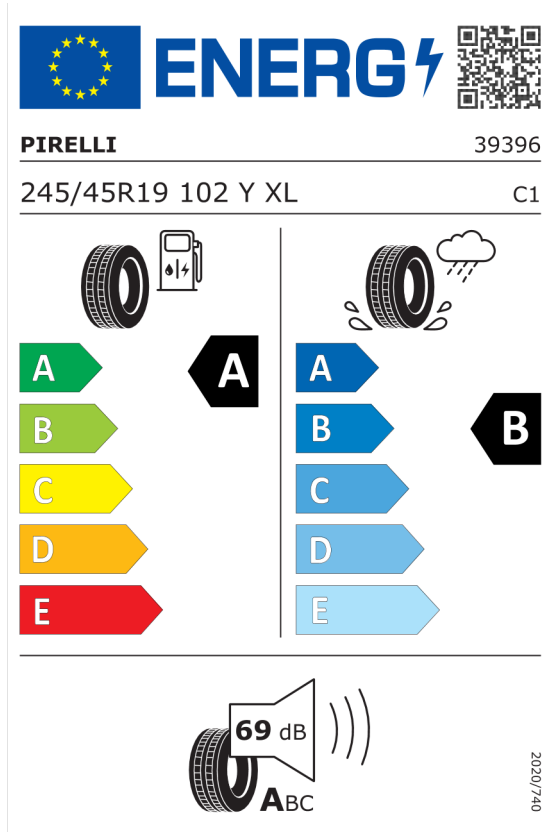 ENERG
PIRELLI 39396
245/45R19 102 Y XL C1
A A A
B B B
C C
D D
E E
69 dB
ABC
2020/740